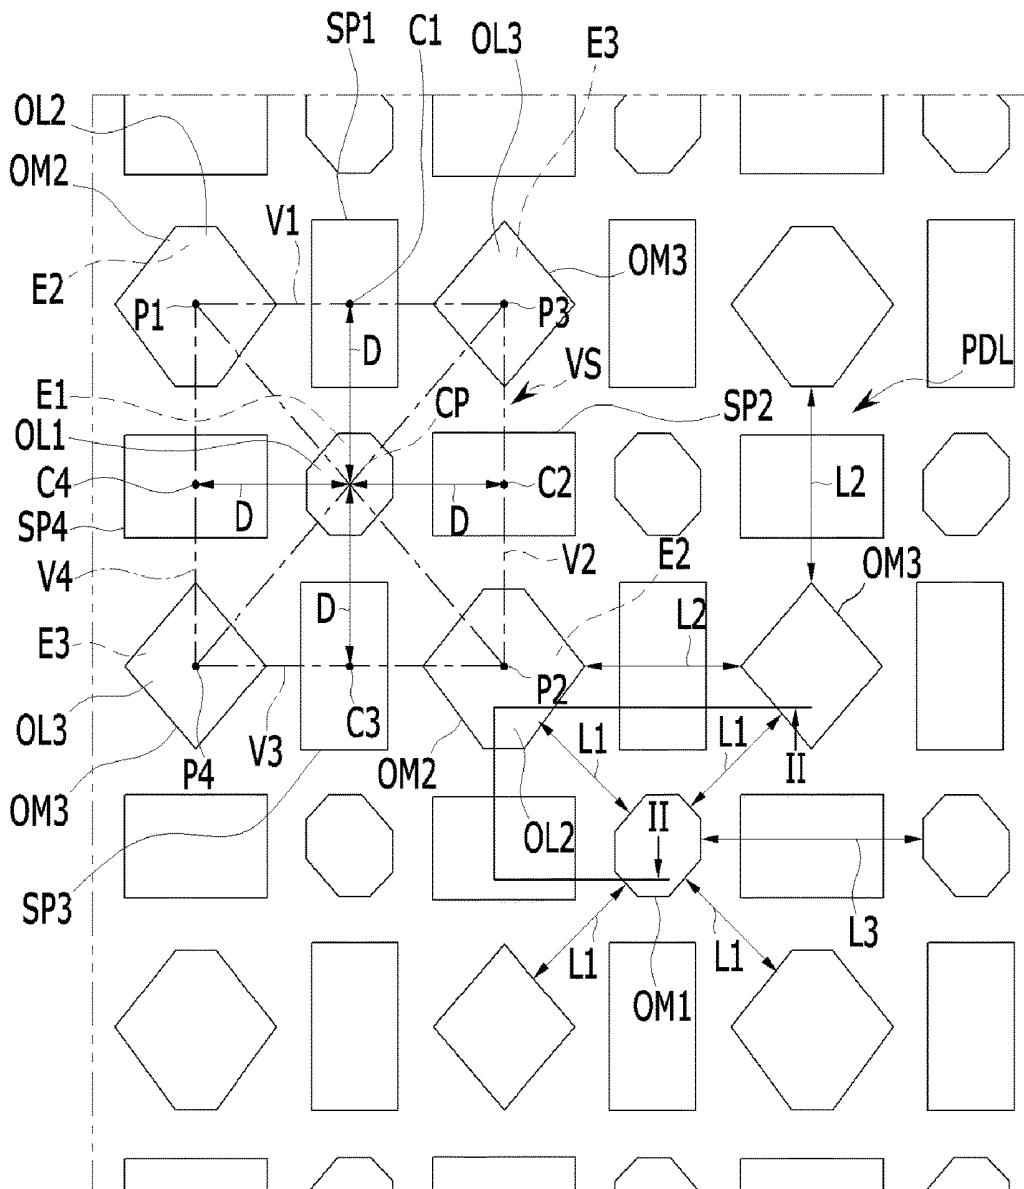 SP1
C1
OL3
E3
OL2
OM2
V1
E2
OM3
P1
P3
D
VS
PDL
E1
CP
SP2
OL1
C4
C2
L2
D
D
SP4
V4
V2
E2
OM3
D
L2
E3
P2
OL3
C3
V3
L1
L1
II
P4
OM2
OM3
II
OL2
SP3
L3
L1
L1
OM1